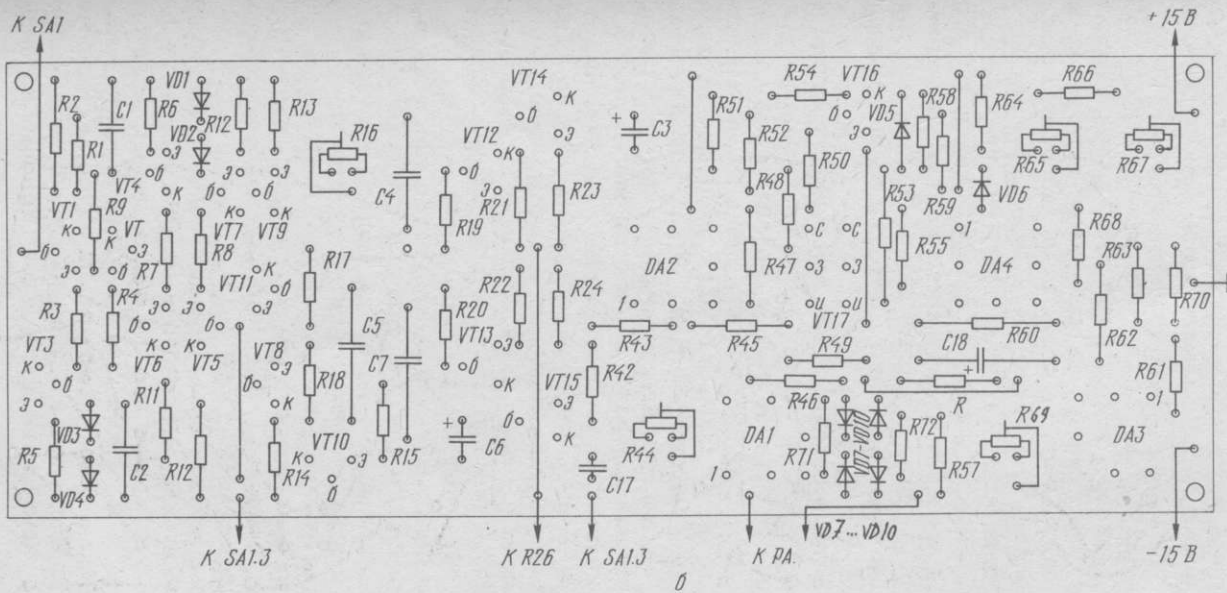 К SA1
+15 В
R2
C1
R6
VD1
VD2
R12
R13
R1
R16
VT14
к
б
э
VT12
C3
R54
VT16
R51
R52
VD5
R58
R64
R66
R65
R67
R50
VT4
VT1
R9
VT
R7
R8
VT7
VT9
C4
R19
R21
R23
R48
R47
R53
R55
R59
VD6
R68
R63
R70
DA2
DA4
1
с
з
и
VT17
VT11
R17
R3
R4
R22
R24
R20
VT13
R43
R45
R60
R62
VT3
VT6
VT5
VT8
R18
C5
C7
VT15
R42
R49
C18
R61
R11
R46
R
R69
R5
VD3
VD4
C2
R12
R14
VT10
R15
C6
C17
R44
DA1
R71
VD7-VD10
R72
R57
DA3
К SA1.3
К R26
К SA1.3
К РА.
VD7...VD10
-15 В
б